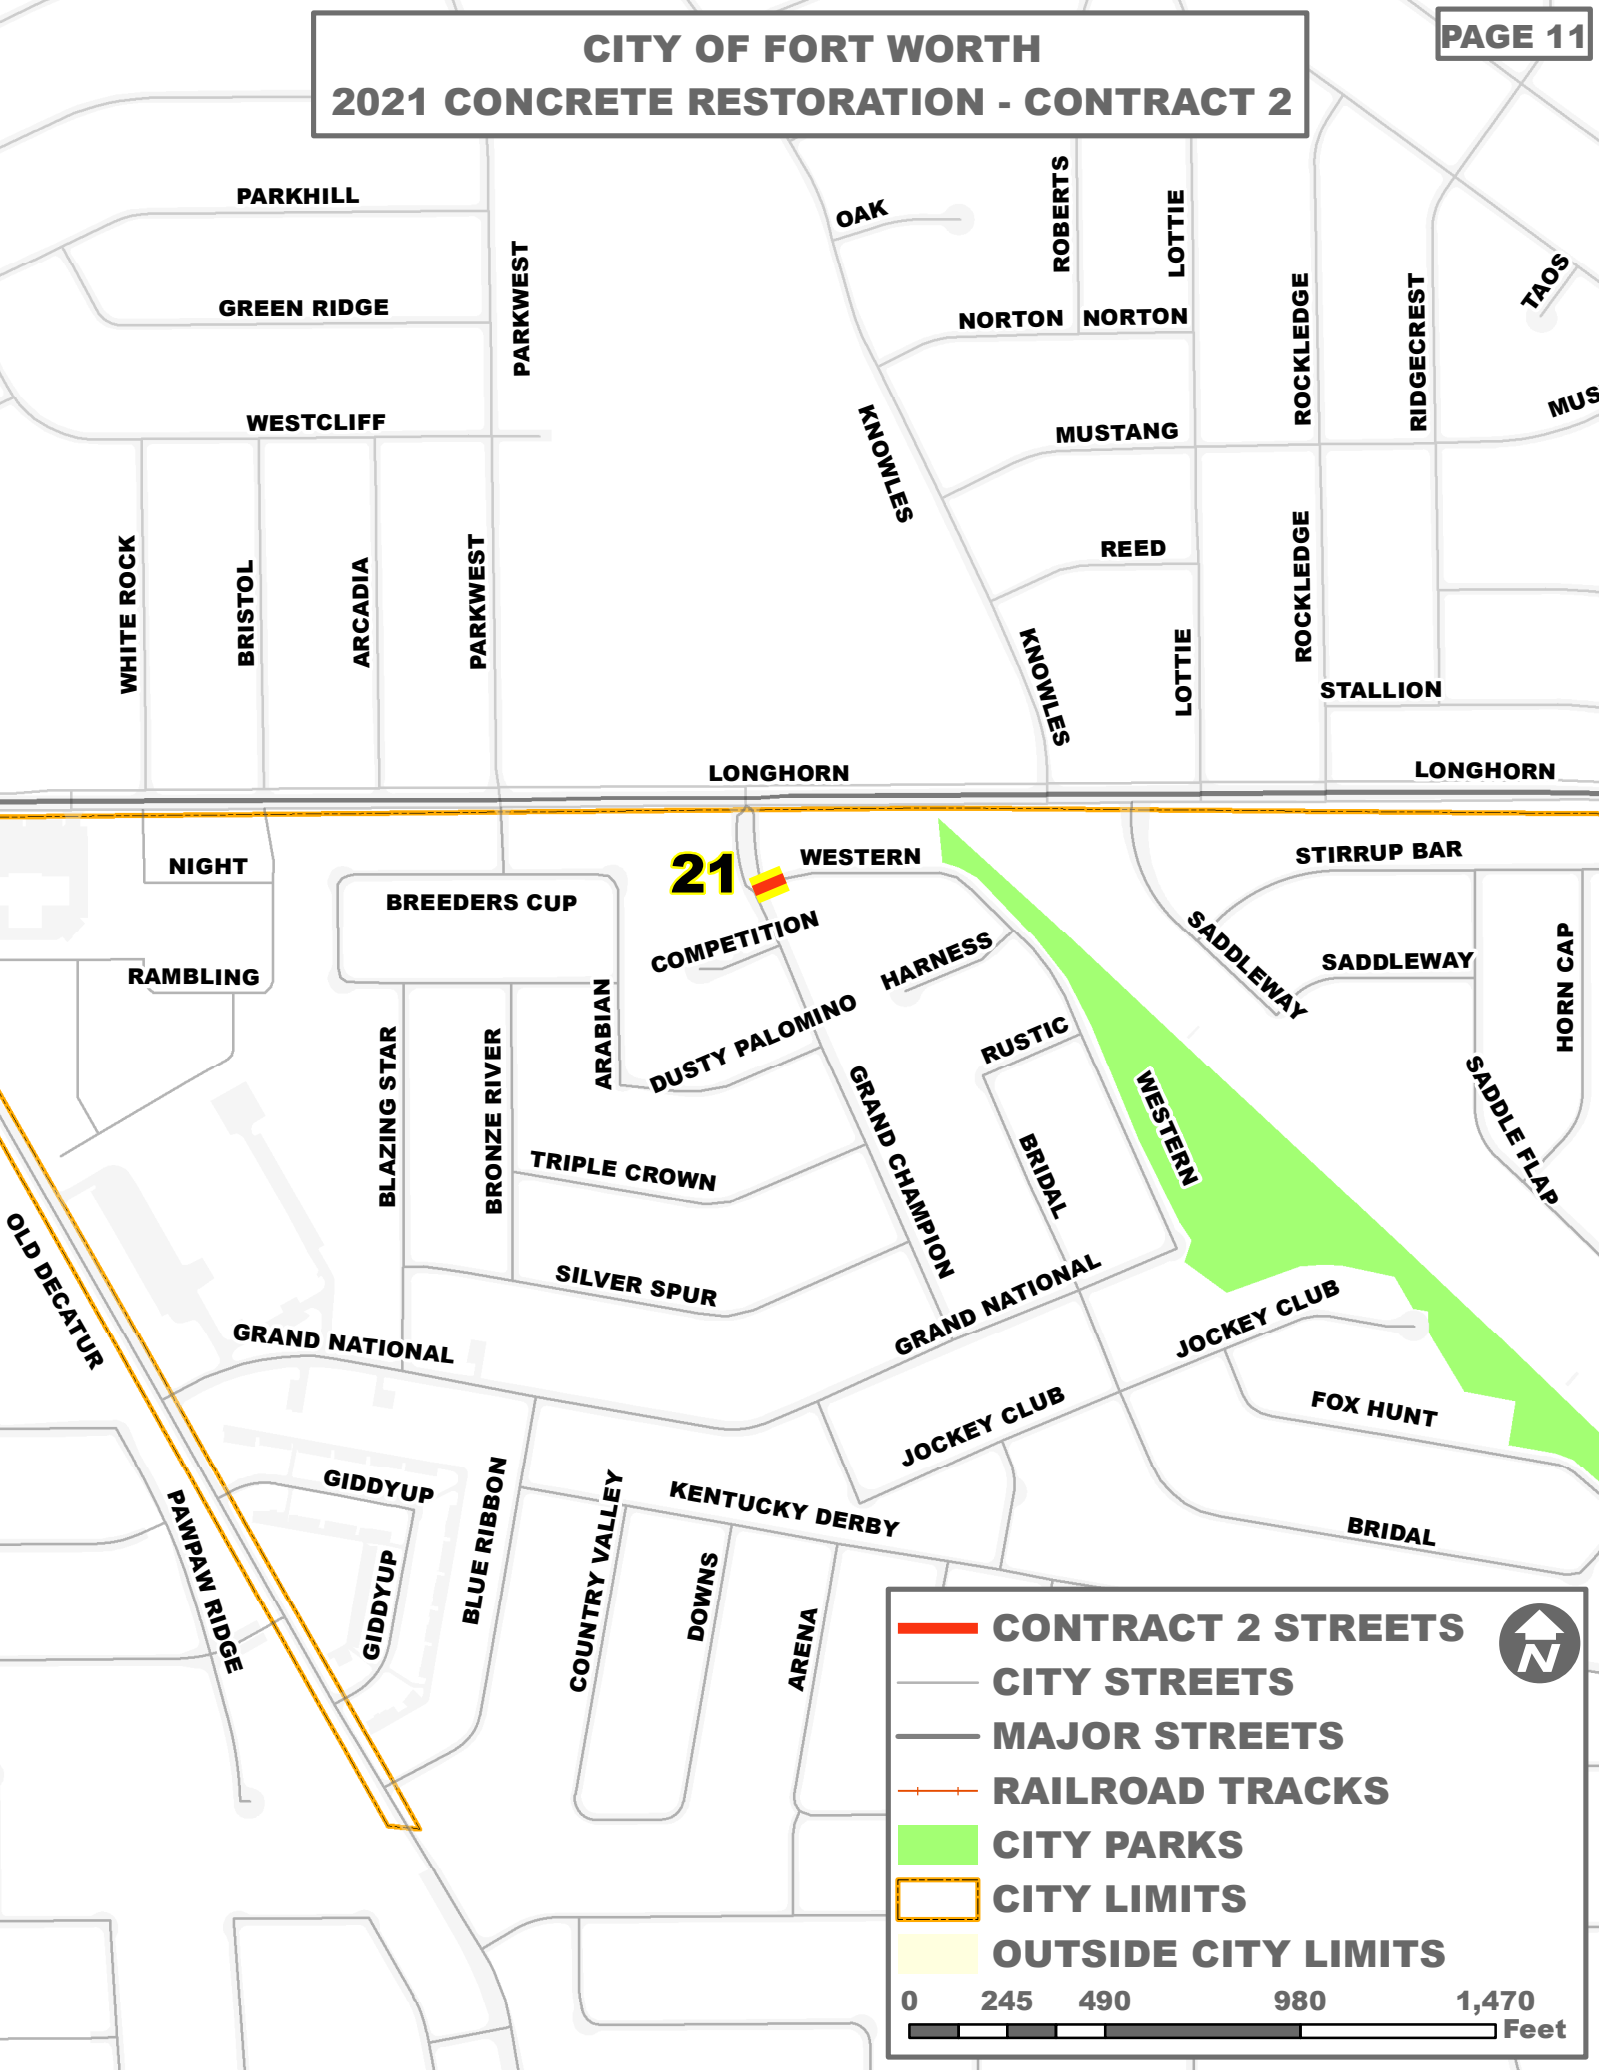 CITY OF FORT WORTH
2021 CONCRETE RESTORATION - CONTRACT 2
PAGE 11
PARKHILL
OAK
ROBERTS
LOTTIE
TAOS
GREEN RIDGE
PARKWEST
NORTON
NORTON
ROCKLEDGE
RIDGECREST
MUS
WESTCLIFF
KNOWLES
MUSTANG
WHITE ROCK
BRISTOL
ARCADIA
PARKWEST
REED
ROCKLEDGE
KNOWLES
LOTTIE
STALLION
LONGHORN
LONGHORN
NIGHT
21
WESTERN
STIRRUP BAR
BREEDERS CUP
COMPETITION
HARNESS
SADDLEWAY
SADDLEWAY
HORN CAP
RAMBLING
ARABIAN
DUSTY PALOMINO
RUSTIC
BLAZING STAR
BRONZE RIVER
GRAND CHAMPION
WESTERN
SADDLE FLAP
TRIPLE CROWN
BRIDAL
OLD DECATUR
SILVER SPUR
GRAND NATIONAL
GRAND NATIONAL
JOCKEY CLUB
JOCKEY CLUB
FOX HUNT
GIDDYUP
BLUE RIBBON
KENTUCKY DERBY
PAWPAW RIDGE
COUNTRY VALLEY
BRIDAL
GIDDYUP
DOWNS
ARENA
CONTRACT 2 STREETS
N
CITY STREETS
MAJOR STREETS
RAILROAD TRACKS
CITY PARKS
CITY LIMITS
OUTSIDE CITY LIMITS
0 245 490 980 1,470
Feet